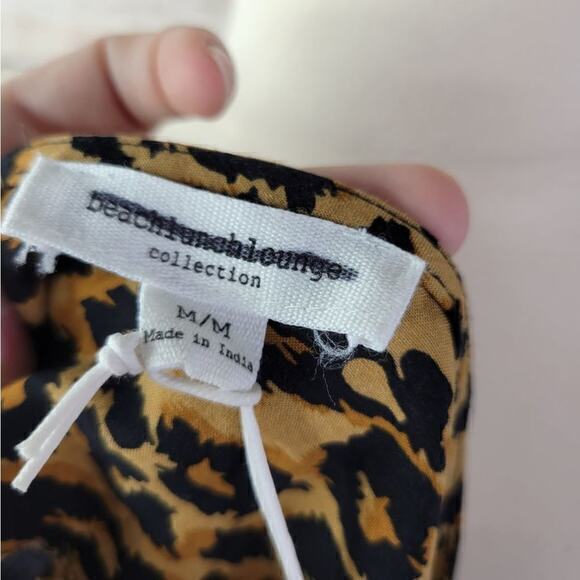 beachlunchlounge
collection
M/M
Made in India